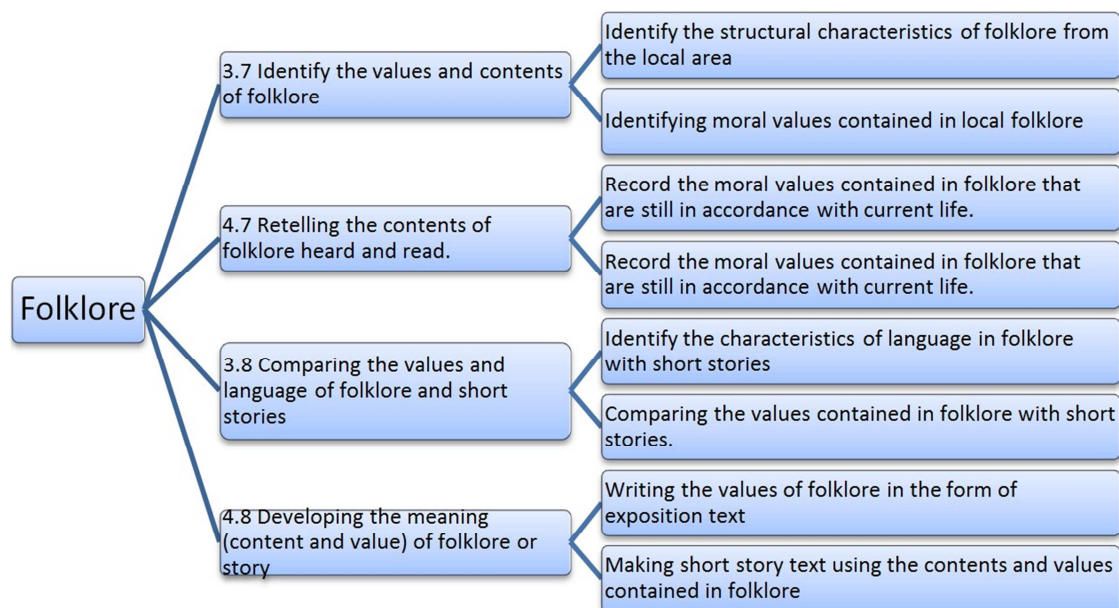 Folklore
3.7 Identify the values and contents
of folklore
Identify the structural characteristics of folklore from
the local area
Identifying moral values contained in local folklore
4.7 Retelling the contents of
folklore heard and read.
Record the moral values contained in folklore that
are still in accordance with current life.
Record the moral values contained in folklore that
are still in accordance with current life.
3.8 Comparing the values and
language of folklore and short
stories
Identify the characteristics of language in folklore
with short stories
Comparing the values contained in folklore with short
stories.
4.8 Developing the meaning
(content and value) of folklore or
story
Writing the values of folklore in the form of
exposition text
Making short story text using the contents and values
contained in folklore